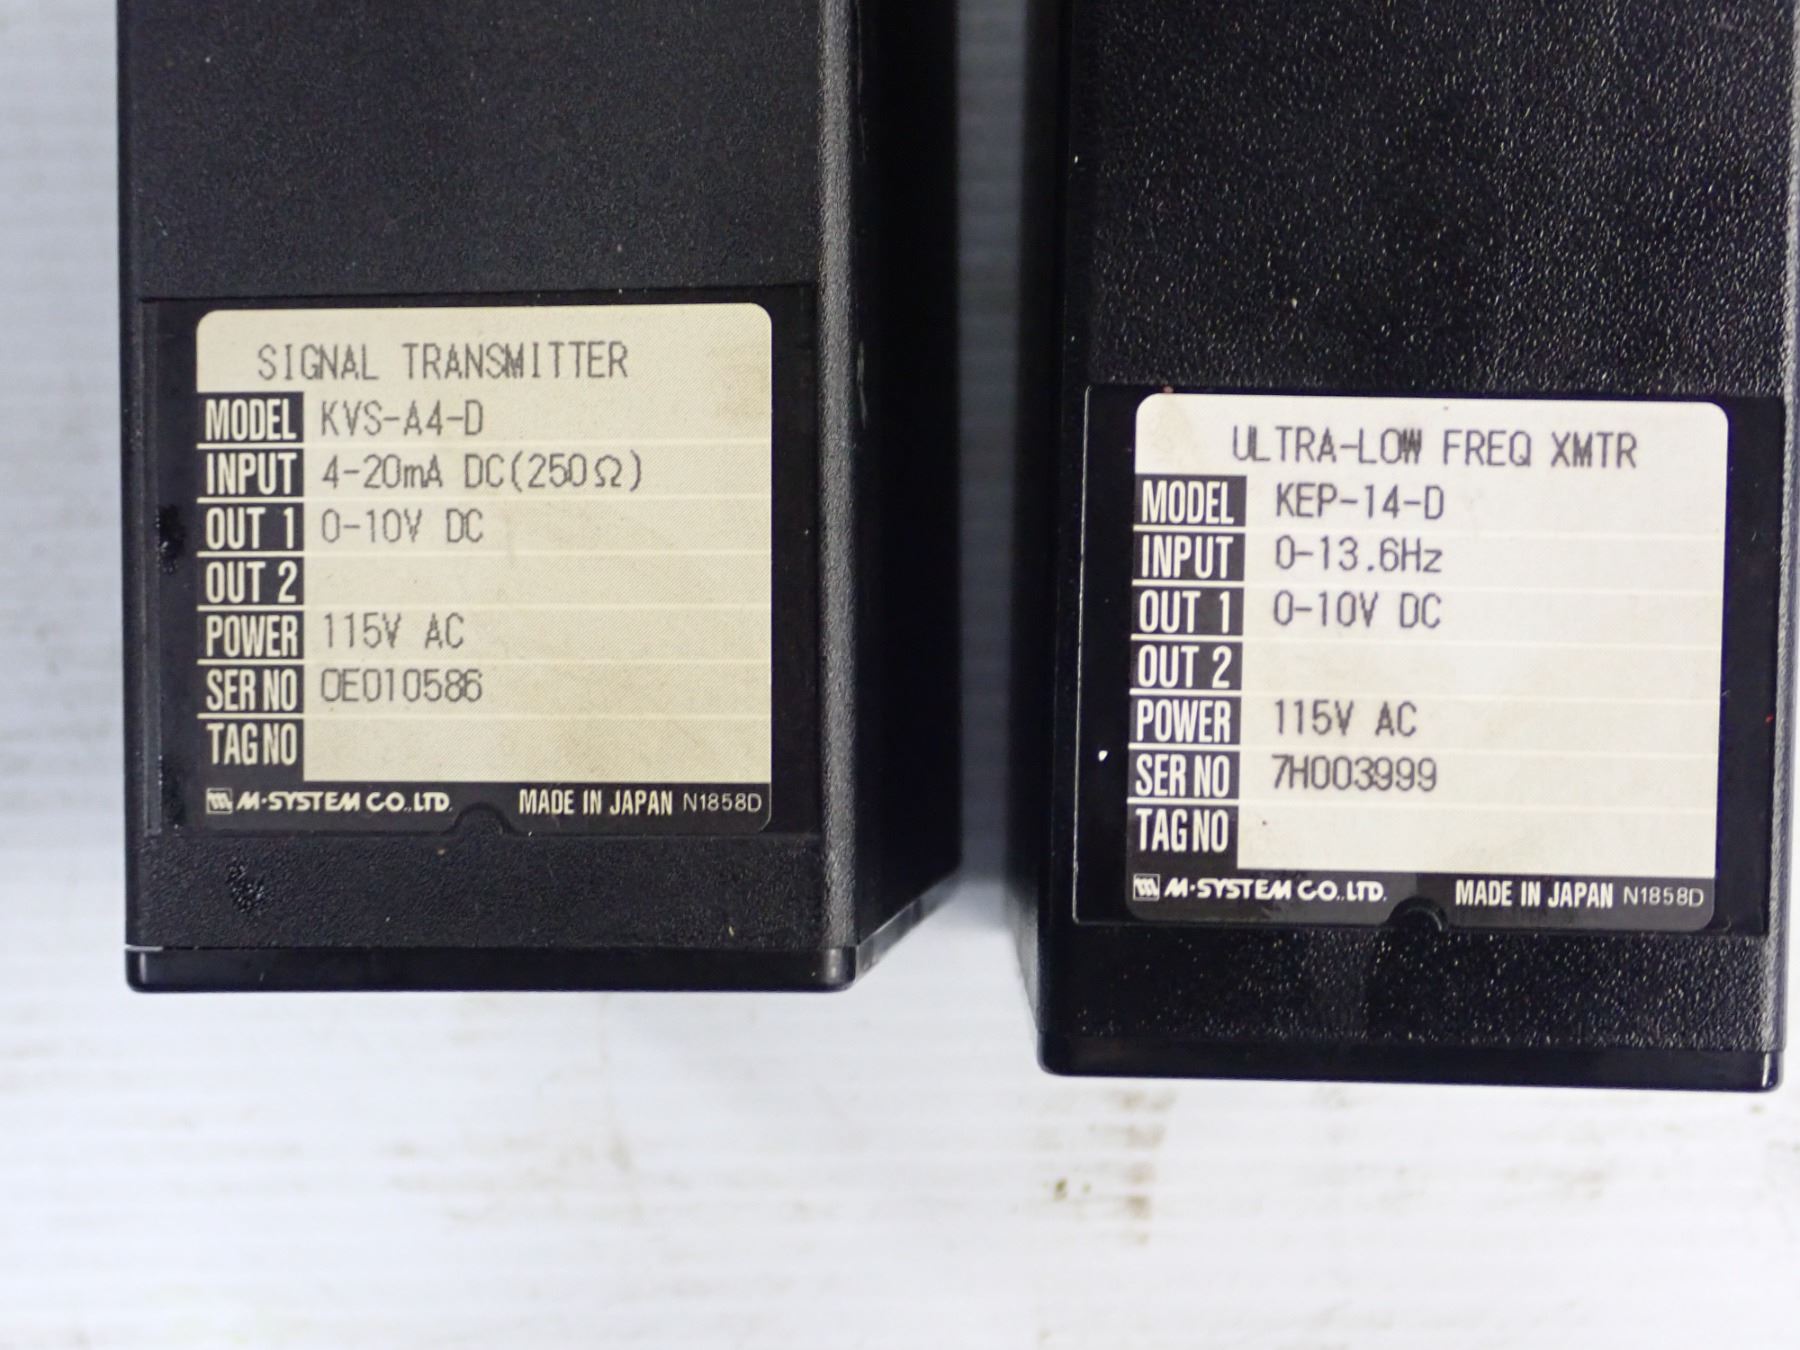 SIGNAL TRANSMITTER
MODEL KVS-A4-D
INPUT 4-20mA DC(250Ω)
OUT 1 0-10V DC
OUT 2
POWER 115V AC
SER NO 0E010586
TAG NO
M-SYSTEM CO.,LTD. MADE IN JAPAN N1858D
ULTRA-LOW FREQ XMTR
MODEL KEP-14-D
INPUT 0-13.6Hz
OUT 1 0-10V DC
OUT 2
POWER 115V AC
SER NO 7H003999
TAG NO
M-SYSTEM CO.,LTD. MADE IN JAPAN N1858D